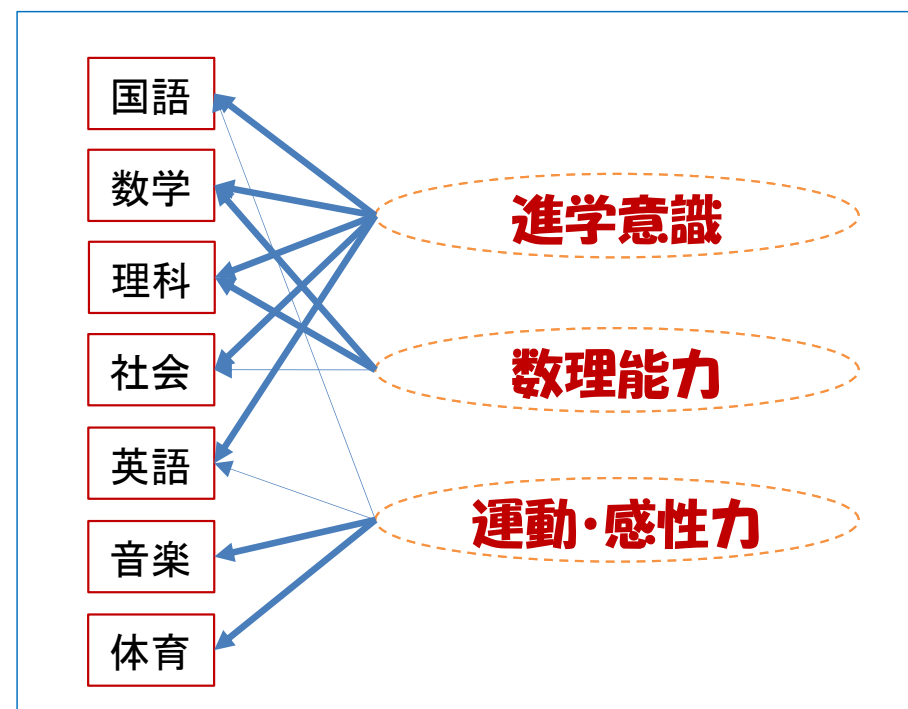 国語
数学
理科
社会
英語
音楽
体育
進学意識
数理能力
運動・感性力